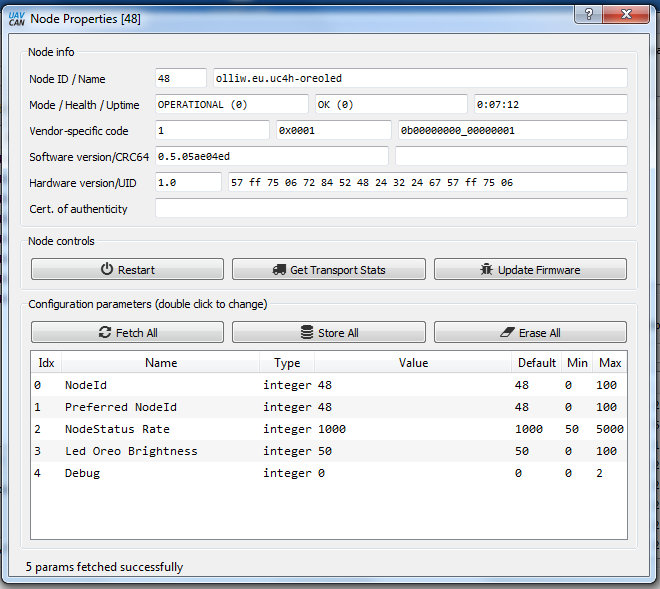 UAV
CAN
Node Properties [48]
?
X
Node info
Node ID / Name 48 olliw.eu.uc4h-oreoled
Mode / Health / Uptime OPERATIONAL (0) OK (0) 0:07:12
Vendor-specific code 1 0x0001 0b00000000_00000001
Software version/CRC64 0.5.05ae04ed
Hardware version/UID 1.0 57 ff 75 06 72 84 52 48 24 32 24 67 57 ff 75 06
Cert. of authenticity
Node controls
Restart Get Transport Stats Update Firmware
Configuration parameters (double click to change)
Fetch All Store All Erase All
Idx Name Type Value Default Min Max
0 NodeId integer 48 48 0 100
1 Preferred NodeId integer 48 48 0 100
2 NodeStatus Rate integer 1000 1000 50 5000
3 Led Oreo Brightness integer 50 50 0 100
4 Debug integer 0 0 0 2
5 params fetched successfully